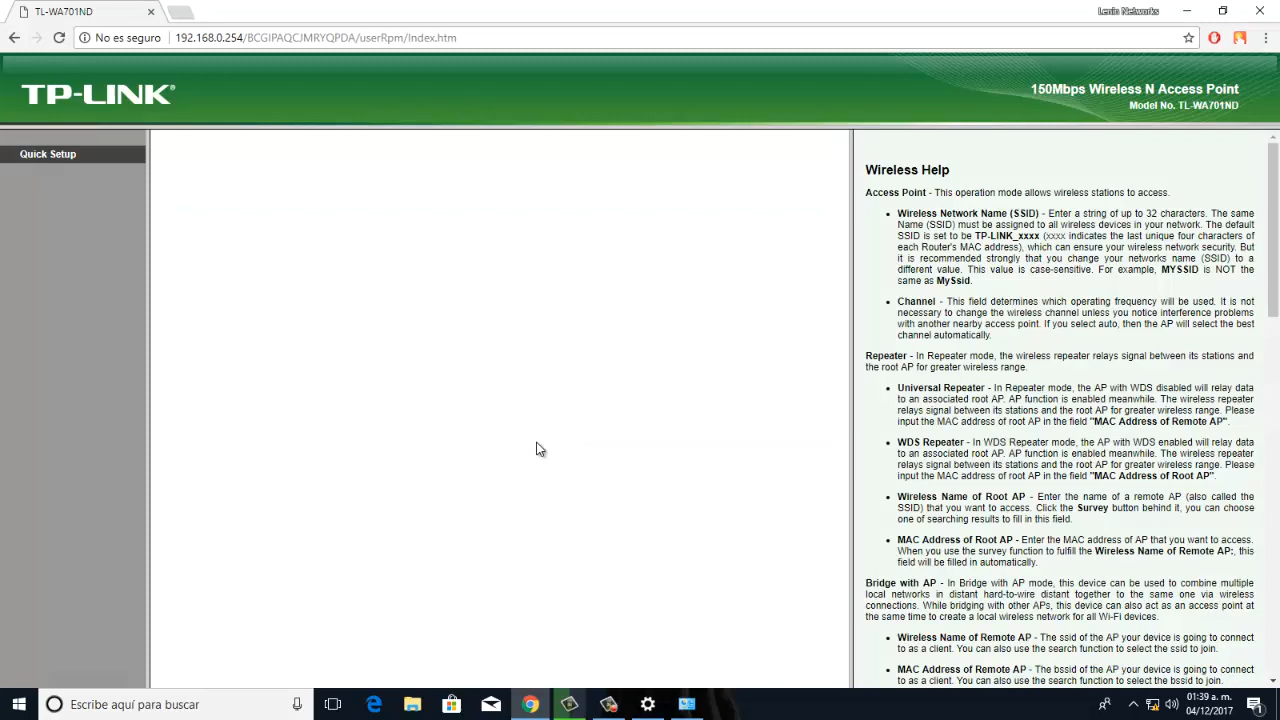 TL-WA701ND
Lenin Networks
No es seguro
192.168.0.254/BCGIPAQCJMRYQPDA/userRpm/Index.htm
TP-LINK®
150Mbps Wireless N Access Point
Model No. TL-WA701ND
Quick Setup
Wireless Help
Access Point - This operation mode allows wireless stations to access.
• Wireless Network Name (SSID) - Enter a string of up to 32 characters. The same
Name (SSID) must be assigned to all wireless devices in your network. The default
SSID is set to be TP-LINK_xxxx (xxxx indicates the last unique four characters of
each Router's MAC address), which can ensure your wireless network security. But
it is recommended strongly that you change your networks name (SSID) to a
different value. This value is case-sensitive. For example, MYSSID is NOT the
same as MySsid.
• Channel - This field determines which operating frequency will be used. It is not
necessary to change the wireless channel unless you notice interference problems
with another nearby access point. If you select auto, then the AP will select the best
channel automatically.
Repeater - In Repeater mode, the wireless repeater relays signal between its stations and
the root AP for greater wireless range.
• Universal Repeater - In Repeater mode, the AP with WDS disabled will relay data
to an associated root AP. AP function is enabled meanwhile. The wireless repeater
relays signal between its stations and the root AP for greater wireless range. Please
input the MAC address of root AP in the field "MAC Address of Remote AP".
• WDS Repeater - In WDS Repeater mode, the AP with WDS enabled will relay data
to an associated root AP. AP function is enabled meanwhile. The wireless repeater
relays signal between its stations and the root AP for greater wireless range. Please
input the MAC address of root AP in the field "MAC Address of Root AP".
• Wireless Name of Root AP - Enter the name of a remote AP (also called the
SSID) that you want to access. Click the Survey button behind it, you can choose
one of searching results to fill in this field.
• MAC Address of Root AP - Enter the MAC address of AP that you want to access.
When you use the survey function to fulfill the Wireless Name of Remote AP:, this
field will be filled in automatically.
Bridge with AP - In Bridge with AP mode, this device can be used to combine multiple
local networks in distant hard-to-wire distant together to the same one via wireless
connections. While bridging with other APs, this device can also act as an access point at
the same time to create a local wireless network for all Wi-Fi devices.
• Wireless Name of Remote AP - The ssid of the AP your device is going to connect
to as a client. You can also use the search function to select the ssid to join.
• MAC Address of Remote AP - The bssid of the AP your device is going to connect
to as a client. You can also use the search function to select the bssid to join.
Escribe aquí para buscar
01:39 a. m.
04/12/2017
1